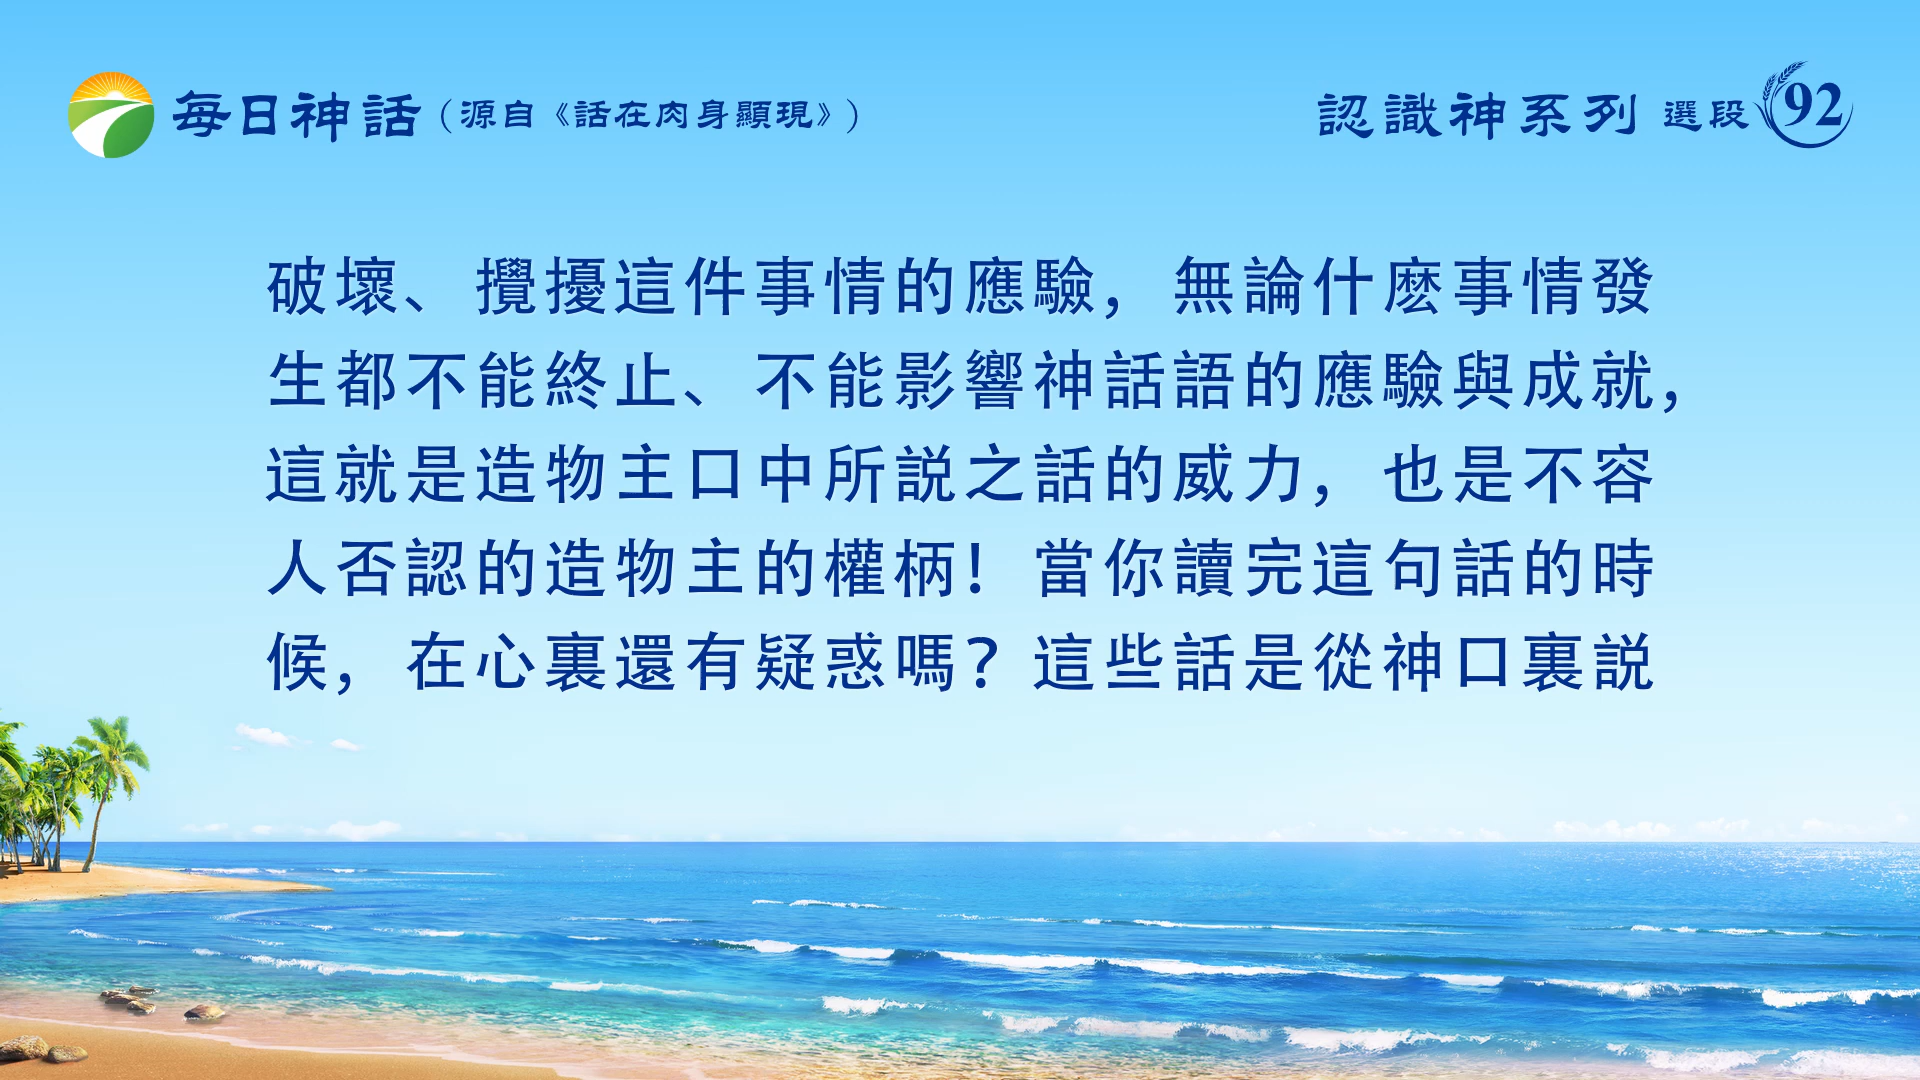 每日神話（源自《話在肉身顯現》）
認識神系列 選段 92
破壞、攪擾這件事情的應驗，無論什麽事情發
生都不能終止、不能影響神話語的應驗與成就，
這就是造物主口中所説之話的威力，也是不容
人否認的造物主的權柄！當你讀完這句話的時
候，在心裏還有疑惑嗎？這些話是從神口裏説